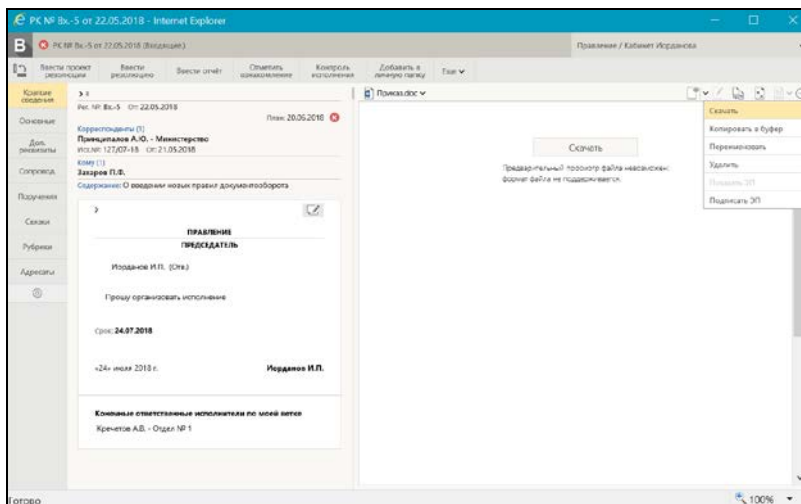 РК № Вх.-5 от 22.05.2018 - Internet Explorer
В РК № Вх.-5 от 22.05.2018 (Входящие) Правление / Кабинет Иорданова
Ввести проект резолюции Ввести резолюцию Ввести отчёт Отметить ознакомление Контроль исполнения Добавить в личную папку Еще
Краткие сведения
Основные
Доп. реквизиты
Сопровод.
Поручения
Связки
Рубрики
Адресаты
Рег. №: Вх.-5 От: 22.05.2018
План: 20.06.2018
Корреспонденты (1)
Принципалов А.Ю. - Министерство
Исх.№: 127/07-18 От: 21.05.2018
Кому (1)
Захаров П.Ф.
Содержание: О введении новых правил документооборота
ПРАВЛЕНИЕ
ПРЕДСЕДАТЕЛЬ
Иорданов И.П. (Отв.)
Прошу организовать исполнение
Срок: 24.07.2018
«24» июля 2018 г. Иорданов И.П.
Конечные ответственные исполнители по моей ветке
Кречетов А.В. - Отдел № 1
Приказ.doc
Скачать
Предварительный просмотр файла невозможен:
формат файла не поддерживается.
Скачать
Копировать в буфер
Переименовать
Удалить
Показать ЭП
Подписать ЭП
Готово 100%